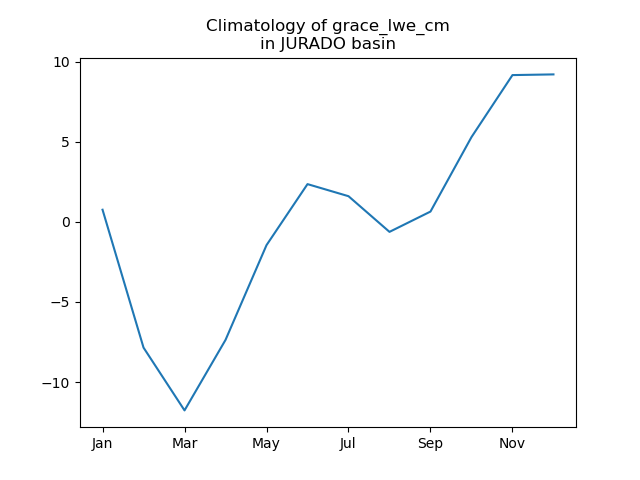 Climatology of grace_lwe_cm
in JURADO basin
10
5
0
−5
−10
Jan
Mar
May
Jul
Sep
Nov